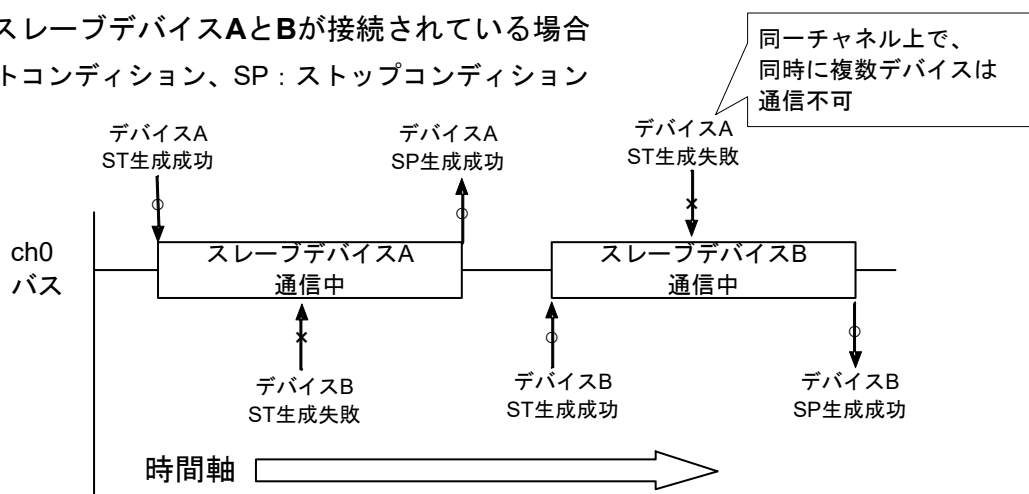 スレーブデバイスAとBが接続されている場合
トコンディション、SP：ストップコンディション
同一チャネル上で、
同時に複数デバイスは
通信不可
デバイスA
ST生成成功
デバイスA
SP生成成功
デバイスA
ST生成失敗
ch0
バス
スレーブデバイスA
通信中
スレーブデバイスB
通信中
デバイスB
ST生成失敗
デバイスB
ST生成成功
デバイスB
SP生成成功
時間軸